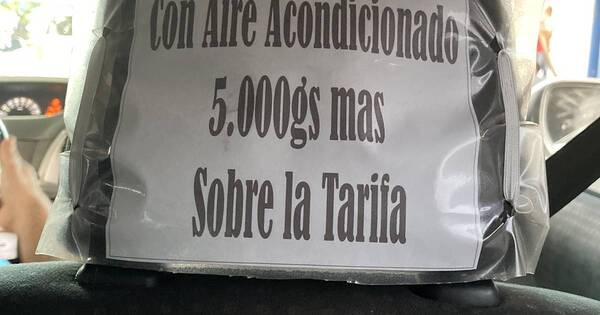 Con Aire Acondicionado
5.000gs mas
Sobre la Tarifa